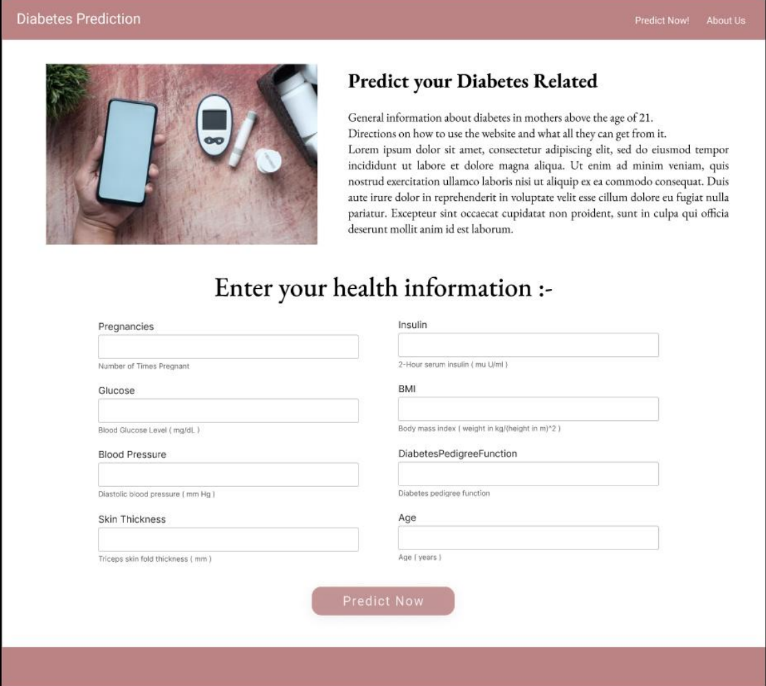 Diabetes Prediction
Predict Now!
About Us
Predict your Diabetes Related
General information about diabetes in mothers above the age of 21.
Directions on how to use the website and what all they can get from it.
Lorem ipsum dolor sit amet, consectetur adipiscing elit, sed do eiusmod tempor
incididunt ut labore et dolore magna aliqua. Ut enim ad minim veniam, quis
nostrud exercitation ullamco laboris nisi ut aliquip ex ea commodo consequat. Duis
aute irure dolor in reprehenderit in voluptate velit esse cillum dolore eu fugiat nulla
pariatur. Excepteur sint occaecat cupidatat non proident, sunt in culpa qui officia
deserunt mollit anim id est laborum.
Enter your health information :-
Pregnancies
Number of Times Pregnant
Glucose
Blood Glucose Level ( mg/dL )
Blood Pressure
Diastolic blood pressure ( mm Hg )
Skin Thickness
Triceps skin fold thickness ( mm )
Insulin
2-Hour serum insulin ( mu U/ml )
BMI
Body mass index ( weight in kg/(height in m)^2 )
DiabetesPedigreeFunction
Diabetes pedigree function
Age
Age ( years )
Predict Now